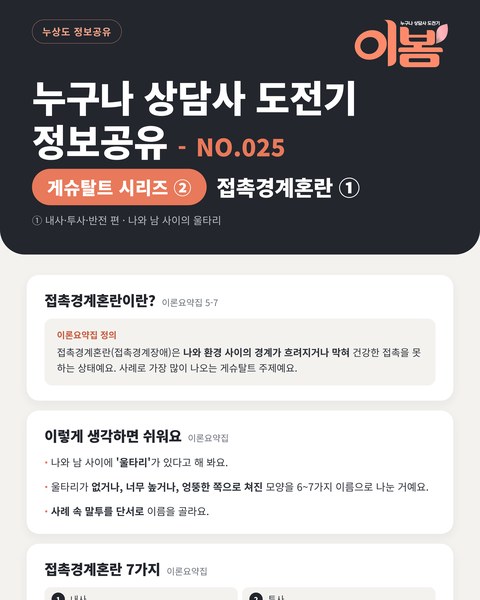 누상도 정보공유
누구나 상담사 도전기
이봄
누구나 상담사 도전기
정보공유 - NO.025
게슈탈트 시리즈 ② 접촉경계혼란 ①
① 내사·투사·반전 편 · 나와 남 사이의 울타리
접촉경계혼란이란? 이론요약집 5-7
이론요약집 정의
접촉경계혼란(접촉경계장애)은 나와 환경 사이의 경계가 흐려지거나 막혀 건강한 접촉을 못
하는 상태예요. 사례로 가장 많이 나오는 게슈탈트 주제예요.
이렇게 생각하면 쉬워요 이론요약집
· 나와 남 사이에 '울타리'가 있다고 해 봐요.
· 울타리가 없거나, 너무 높거나, 엉뚱한 쪽으로 쳐진 모양을 6~7가지 이름으로 나눈 거예요.
· 사례 속 말투를 단서로 이름을 골라요.
접촉경계혼란 7가지 이론요약집
1 내사 2 투사